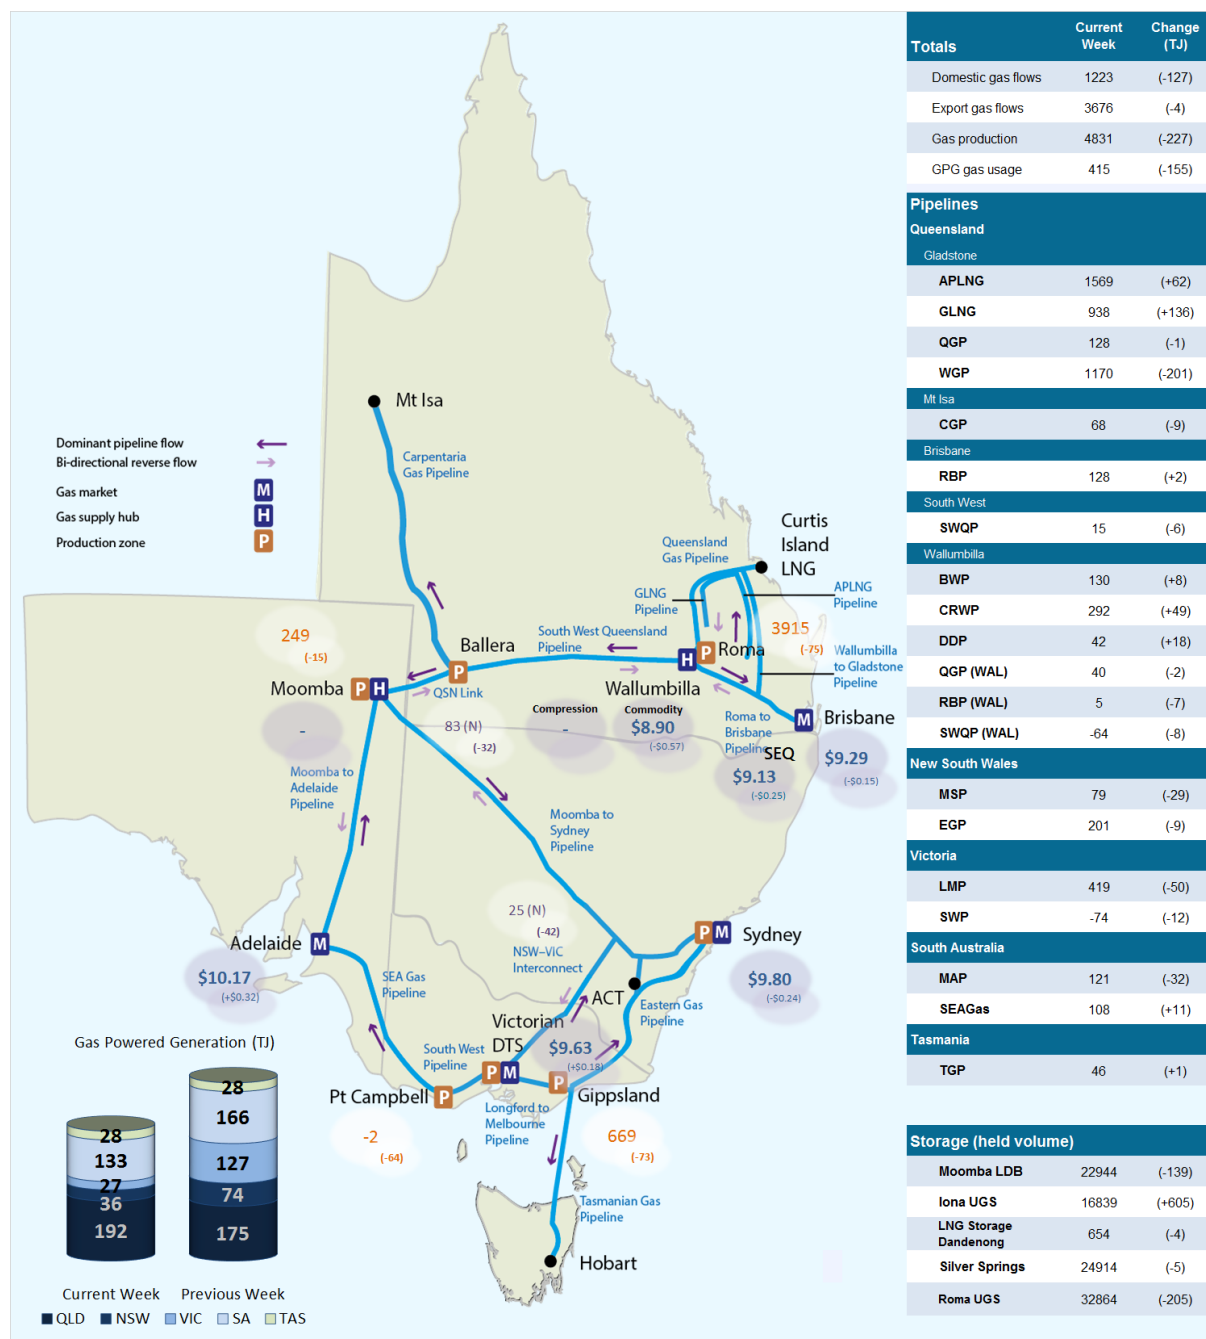 Mt Isa
Dominant pipeline flow
Bi-directional reverse flow
Gas market M
Gas supply hub H
Production zone P
Carpentaria
Gas Pipeline
Curtis
Island
LNG
Queensland
Gas Pipeline
GLNG
Pipeline
APLNG
Pipeline
3915
(-75)
Wallumbilla
to Gladstone
Pipeline
249
(-15)
Ballera
P
South West Queensland
Pipeline
H P Roma
Moomba P H
QSN Link
Wallumbilla
-
83 (N)
(-32)
Compression
-
Commodity
$8.90
(-$0.57)
Roma to
Brisbane
Pipeline
M Brisbane
SEQ
$9.13
(-$0.25)
$9.29
(-$0.15)
Moomba to
Adelaide
Pipeline
Moomba to
Sydney
Pipeline
25 (N)
(-42)
NSW–VIC
Interconnect
P M Sydney
$9.80
(-$0.24)
Adelaide M
$10.17
(+$0.32)
SEA Gas
Pipeline
ACT
Eastern Gas
Pipeline
Victorian
DTS
$9.63
(+$0.18)
South West
Pipeline
P M
P
Pt Campbell P
Gippsland
-2
(-64)
Longford to
Melbourne
Pipeline
669
(-73)
Tasmanian Gas
Pipeline
Hobart
Gas Powered Generation (TJ)
28
133
27
36
192
28
166
127
74
175
Current Week Previous Week
QLD NSW VIC SA TAS
Totals Current Week Change (TJ)
Domestic gas flows 1223 (-127)
Export gas flows 3676 (-4)
Gas production 4831 (-227)
GPG gas usage 415 (-155)
Pipelines
Queensland
Gladstone
APLNG 1569 (+62)
GLNG 938 (+136)
QGP 128 (-1)
WGP 1170 (-201)
Mt Isa
CGP 68 (-9)
Brisbane
RBP 128 (+2)
South West
SWQP 15 (-6)
Wallumbilla
BWP 130 (+8)
CRWP 292 (+49)
DDP 42 (+18)
QGP (WAL) 40 (-2)
RBP (WAL) 5 (-7)
SWQP (WAL) -64 (-8)
New South Wales
MSP 79 (-29)
EGP 201 (-9)
Victoria
LMP 419 (-50)
SWP -74 (-12)
South Australia
MAP 121 (-32)
SEAGas 108 (+11)
Tasmania
TGP 46 (+1)
Storage (held volume)
Moomba LDB 22944 (-139)
Iona UGS 16839 (+605)
LNG Storage
Dandenong 654 (-4)
Silver Springs 24914 (-5)
Roma UGS 32864 (-205)